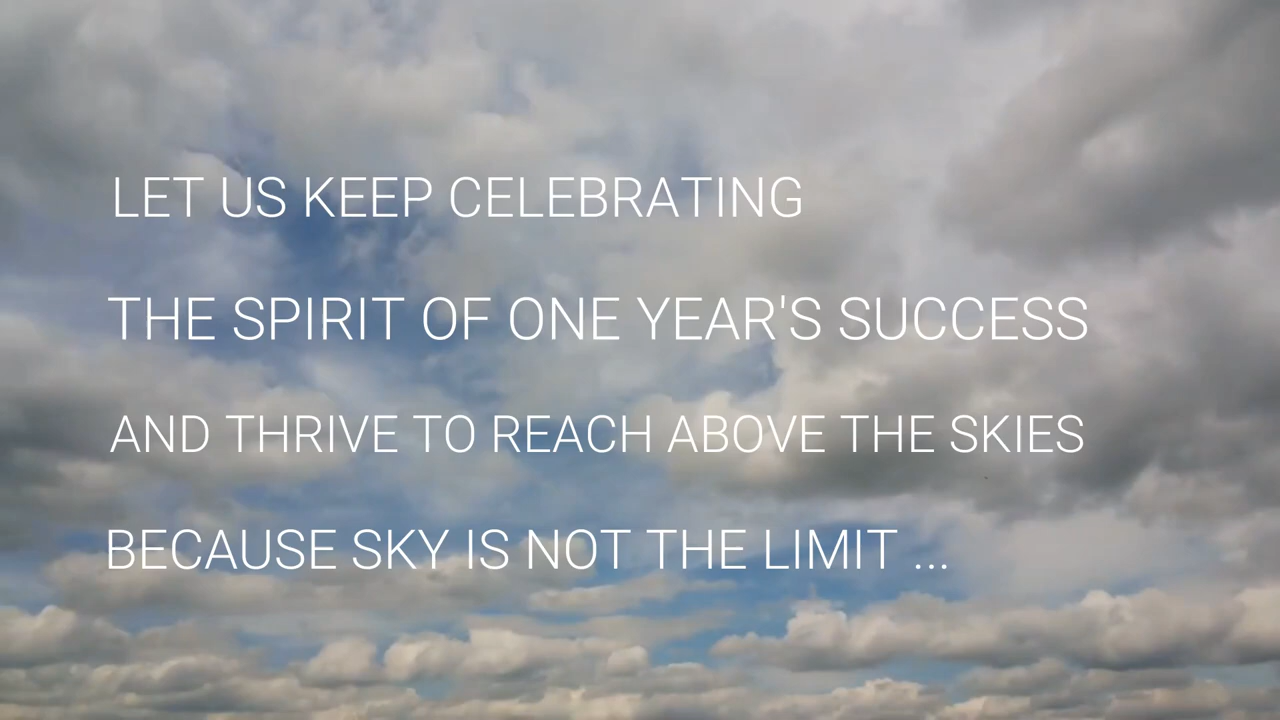 LET US KEEP CELEBRATING
THE SPIRIT OF ONE YEAR'S SUCCESS
AND THRIVE TO REACH ABOVE THE SKIES
BECAUSE SKY IS NOT THE LIMIT ...